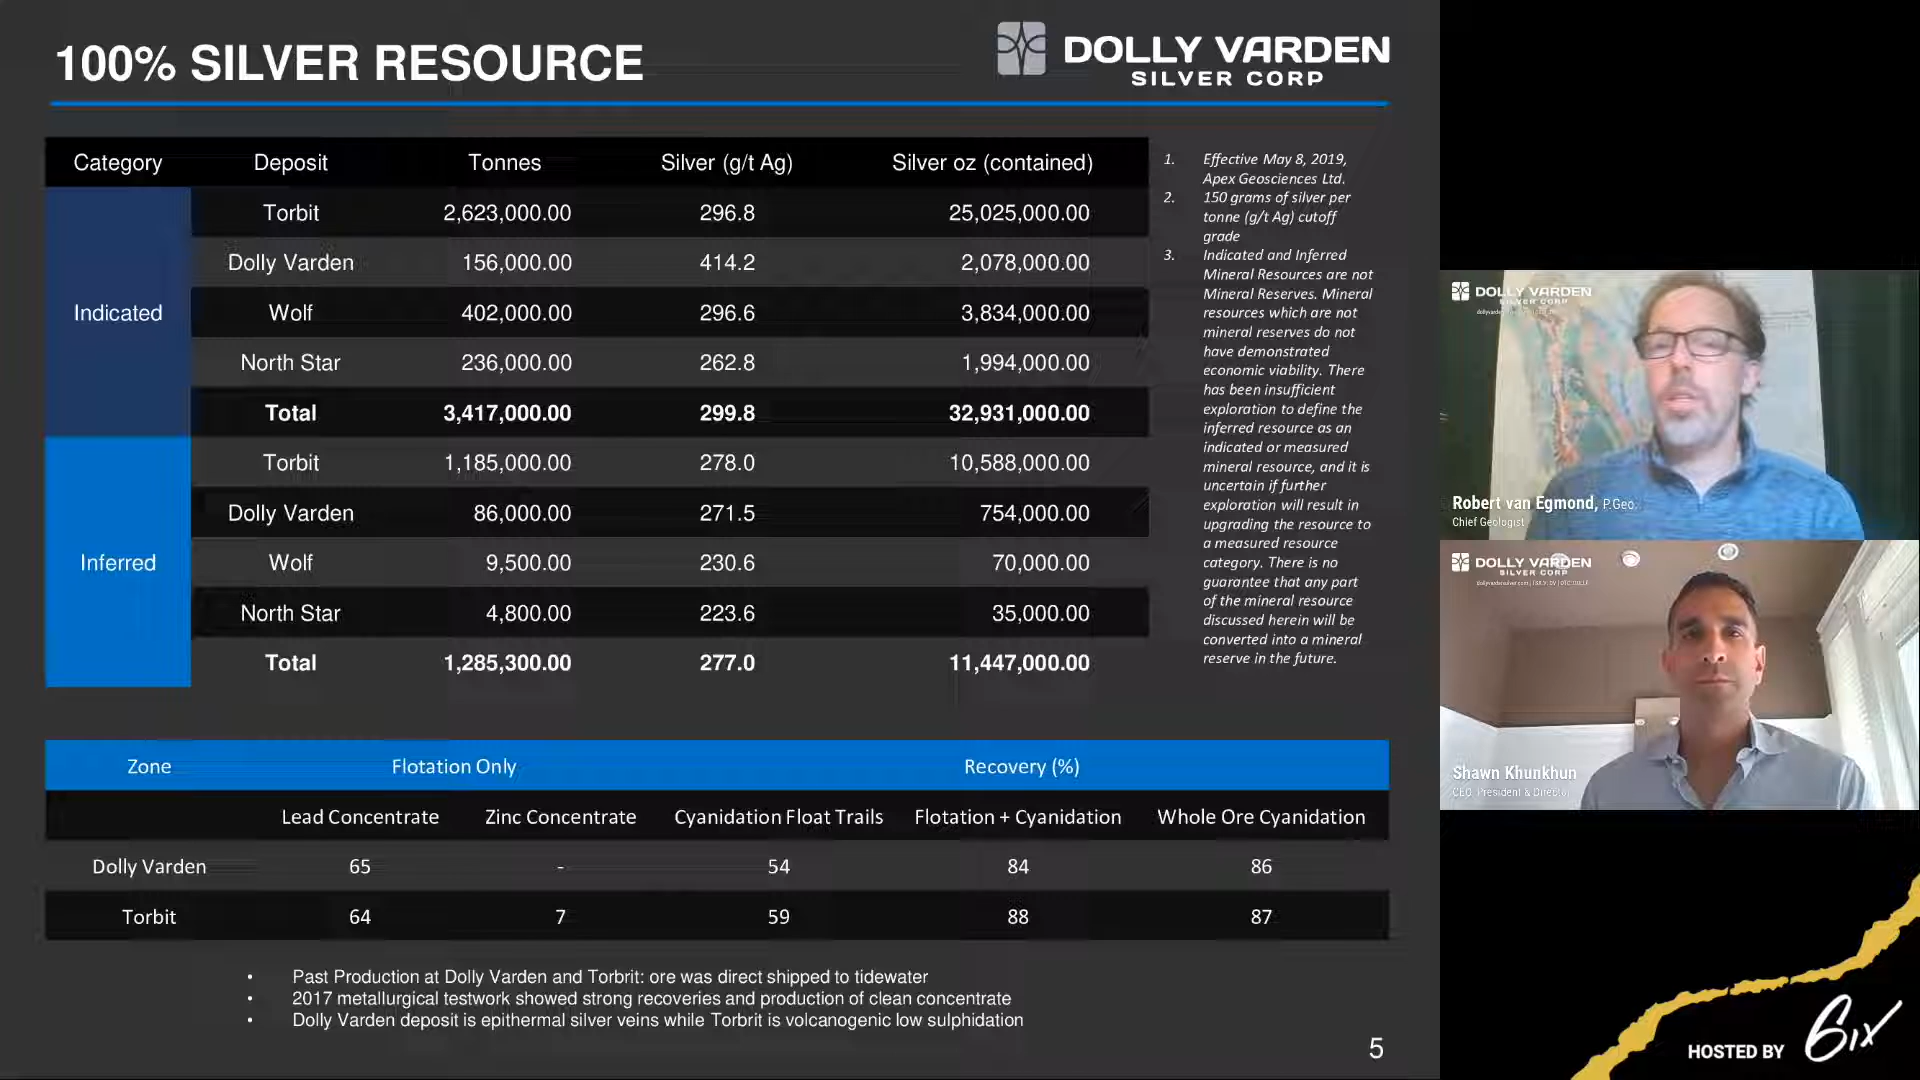 100% SILVER RESOURCE
DOLLY VARDEN
SILVER CORP
Category Deposit Tonnes Silver (g/t Ag) Silver oz (contained)
Indicated
Torbit 2,623,000.00 296.8 25,025,000.00
Dolly Varden 156,000.00 414.2 2,078,000.00
Wolf 402,000.00 296.6 3,834,000.00
North Star 236,000.00 262.8 1,994,000.00
Total 3,417,000.00 299.8 32,931,000.00
Inferred
Torbit 1,185,000.00 278.0 10,588,000.00
Dolly Varden 86,000.00 271.5 754,000.00
Wolf 9,500.00 230.6 70,000.00
North Star 4,800.00 223.6 35,000.00
Total 1,285,300.00 277.0 11,447,000.00
1. Effective May 8, 2019,
Apex Geosciences Ltd.
2. 150 grams of silver per
tonne (g/t Ag) cutoff
grade
3. Indicated and Inferred
Mineral Resources are not
Mineral Reserves. Mineral
resources which are not
mineral reserves do not
have demonstrated
economic viability. There
has been insufficient
exploration to define the
inferred resource as an
indicated or measured
mineral resource, and it is
uncertain if further
exploration will result in
upgrading the resource to
a measured resource
category. There is no
guarantee that any part
of the mineral resource
discussed herein will be
converted into a mineral
reserve in the future.
Zone Flotation Only Recovery (%)
Lead Concentrate Zinc Concentrate Cyanidation Float Trails Flotation + Cyanidation Whole Ore Cyanidation
Dolly Varden 65 - 54 84 86
Torbit 64 7 59 88 87
• Past Production at Dolly Varden and Torbrit: ore was direct shipped to tidewater
• 2017 metallurgical testwork showed strong recoveries and production of clean concentrate
• Dolly Varden deposit is epithermal silver veins while Torbrit is volcanogenic low sulphidation
5
DOLLY VARDEN
SILVER CORP
Robert van Egmond, P.Geo.
Chief Geologist
DOLLY VARDEN
SILVER CORP
Shawn Khunkhun
CEO, President & Director
HOSTED BY 6ix